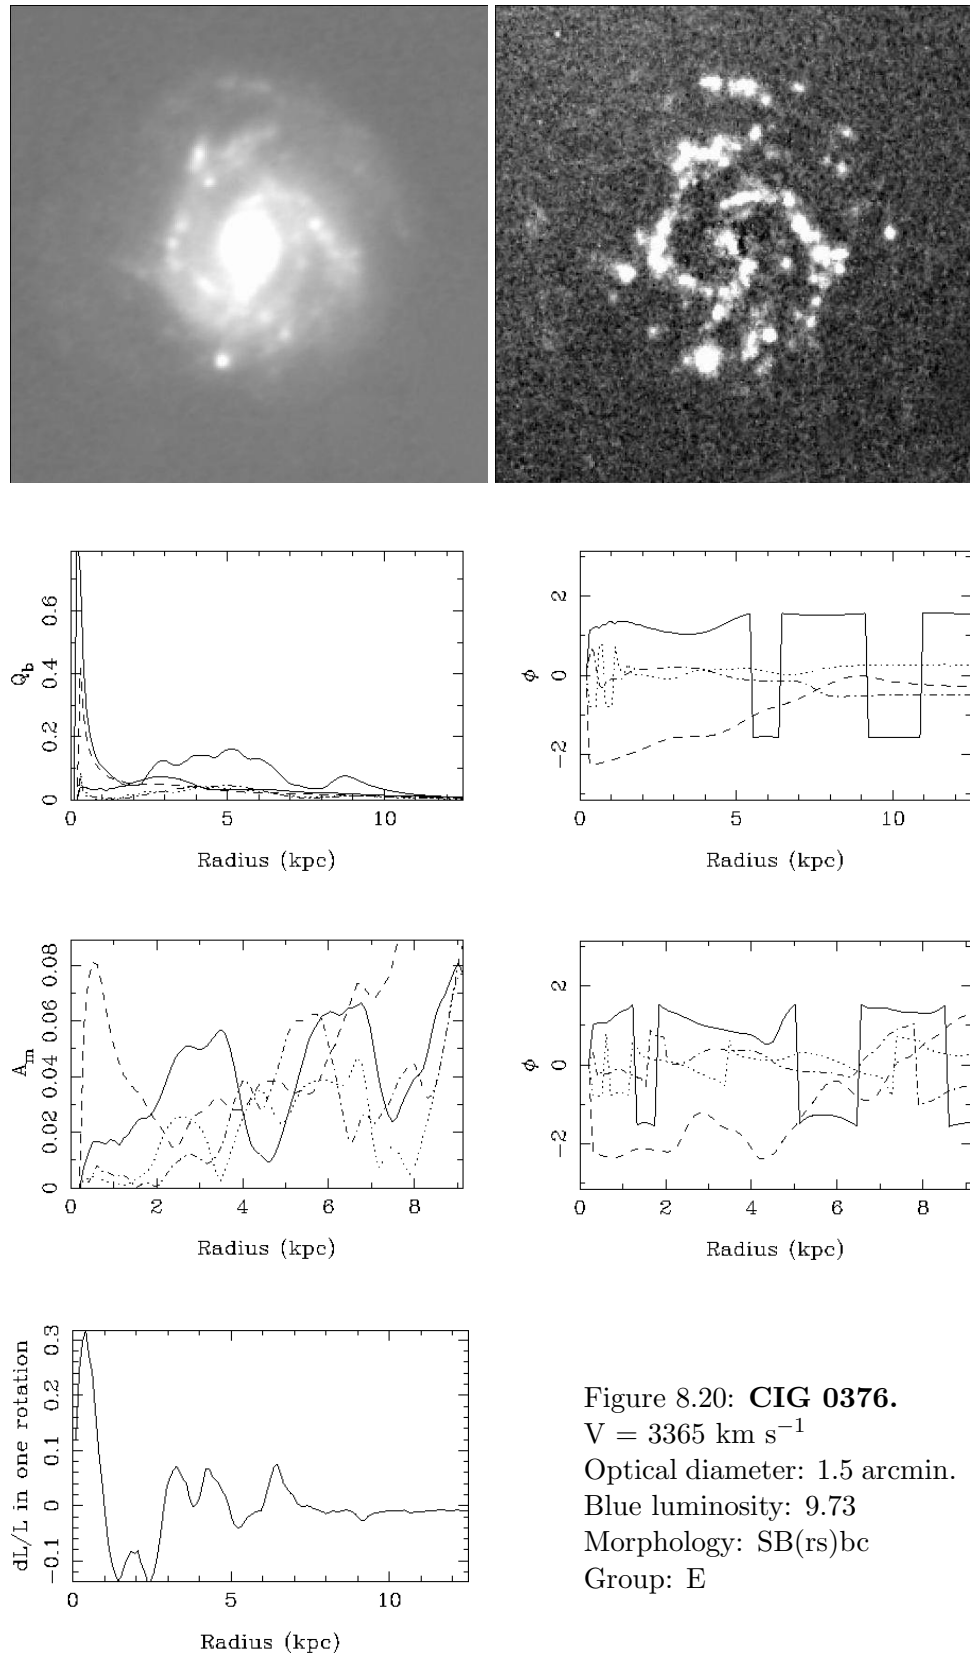 0.6
0.4
0.2
0
Q_b
0
5
10
Radius (kpc)
2
0
-2
φ
0
5
10
Radius (kpc)
0.08
0.06
0.04
0.02
0
A_m
0
2
4
6
8
Radius (kpc)
2
0
-2
φ
0
2
4
6
8
Radius (kpc)
0.3
0.2
0.1
0
-0.1
dL/L in one rotation
0
5
10
Radius (kpc)
Figure 8.20: CIG 0376.
V = 3365 km s⁻¹
Optical diameter: 1.5 arcmin.
Blue luminosity: 9.73
Morphology: SB(rs)bc
Group: E